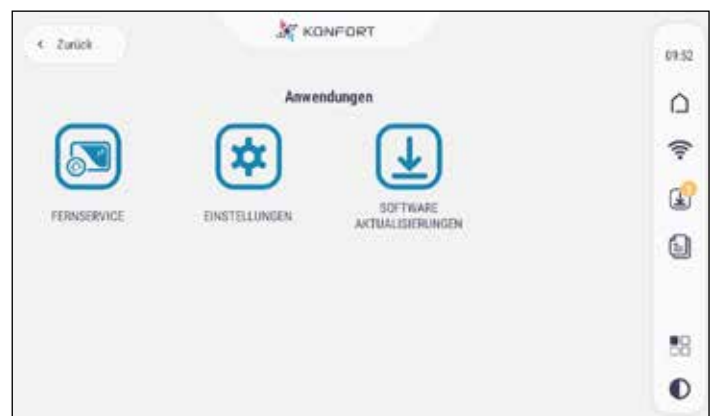 < Zurück
KONFORT
09:52
Anwendungen
FERNSERVICE
EINSTELLUNGEN
SOFTWARE
AKTUALISIERUNGEN